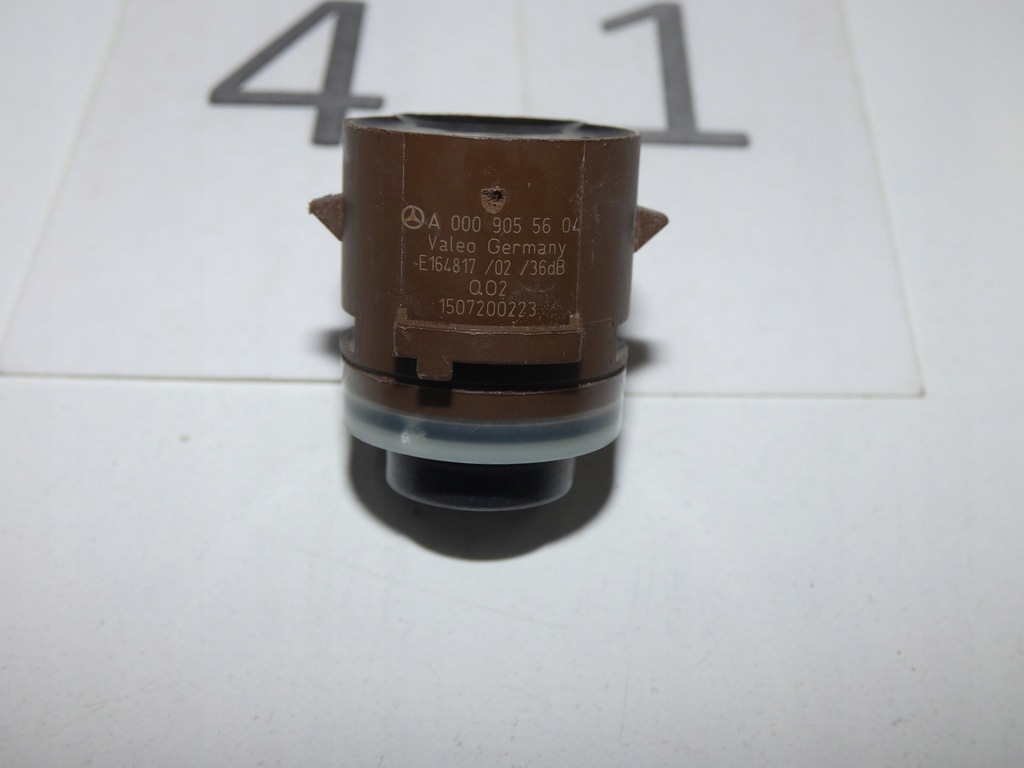 4 1
A 000 905 56 04
Valeo Germany
-E164817 /02 /36dB
Q02
1507200223